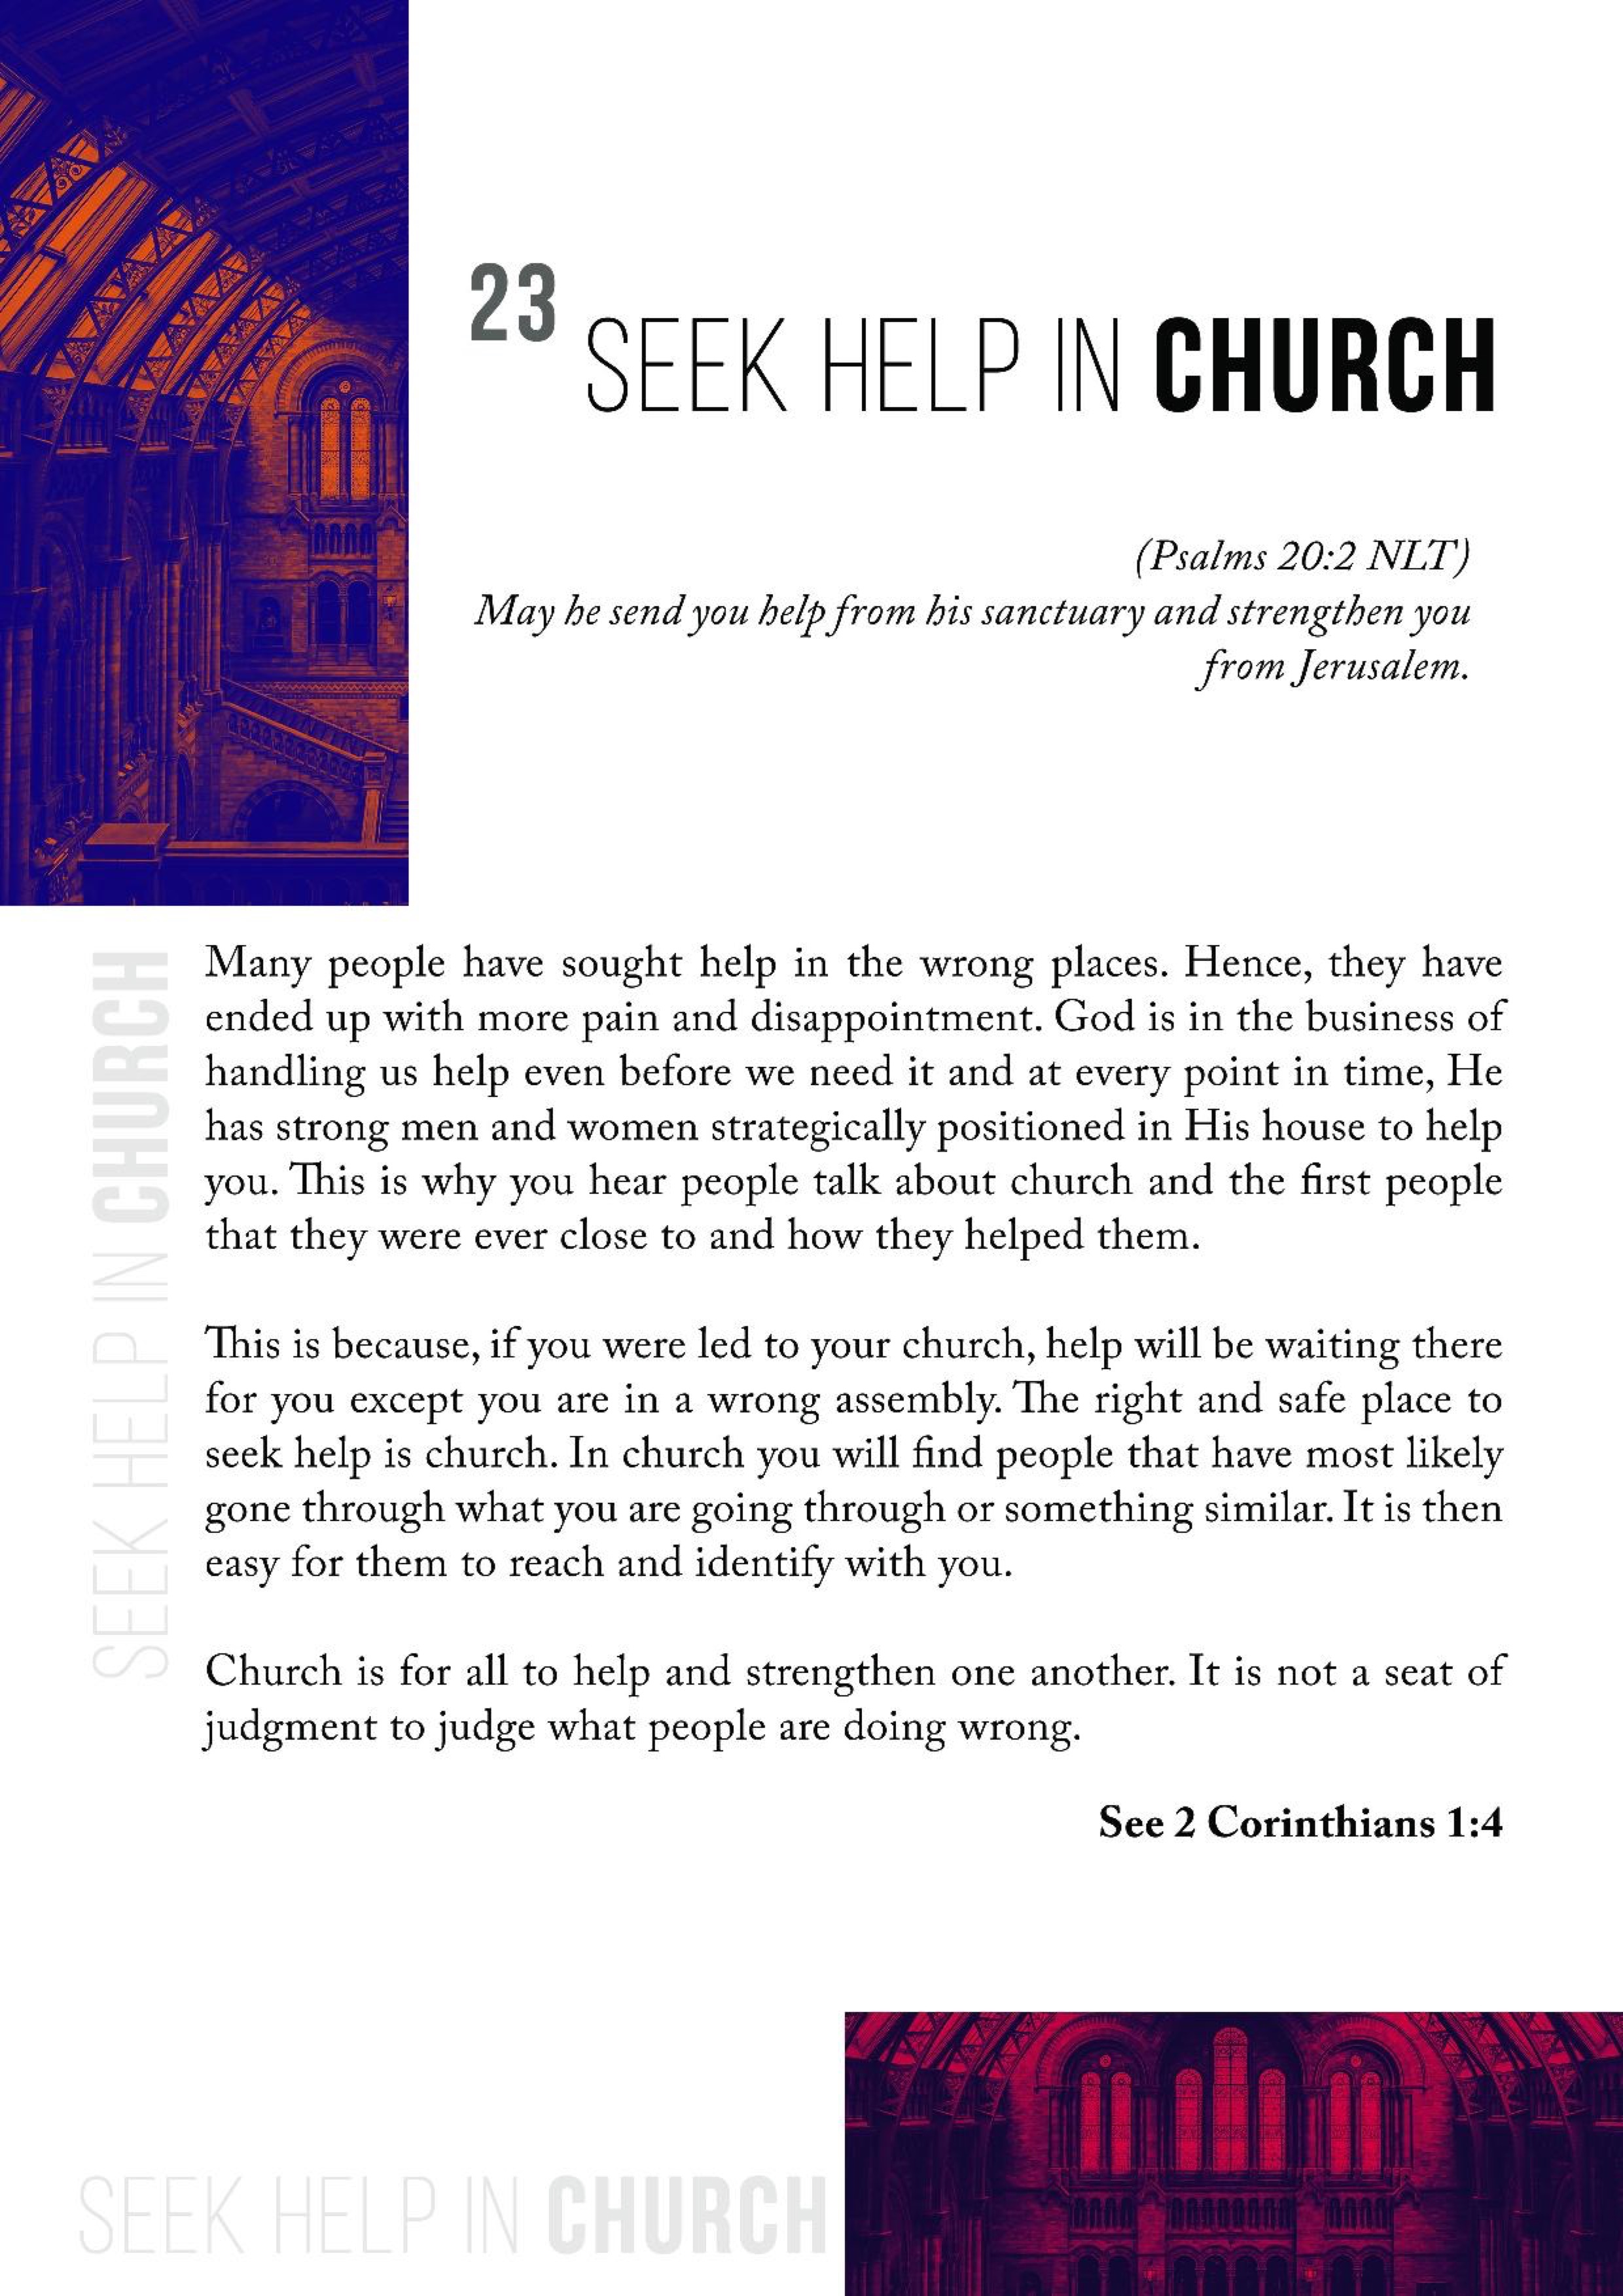 23
SEEK HELP IN CHURCH
(Psalms 20:2 NLT)
May he send you help from his sanctuary and strengthen you
from Jerusalem.
Many people have sought help in the wrong places. Hence, they have
ended up with more pain and disappointment. God is in the business of
handling us help even before we need it and at every point in time, He
has strong men and women strategically positioned in His house to help
you. This is why you hear people talk about church and the first people
that they were ever close to and how they helped them.
This is because, if you were led to your church, help will be waiting there
for you except you are in a wrong assembly. The right and safe place to
seek help is church. In church you will find people that have most likely
gone through what you are going through or something similar. It is then
easy for them to reach and identify with you.
Church is for all to help and strengthen one another. It is not a seat of
judgment to judge what people are doing wrong.
See 2 Corinthians 1:4
SEEK HELP IN CHURCH
SEEK HELP IN CHURCH